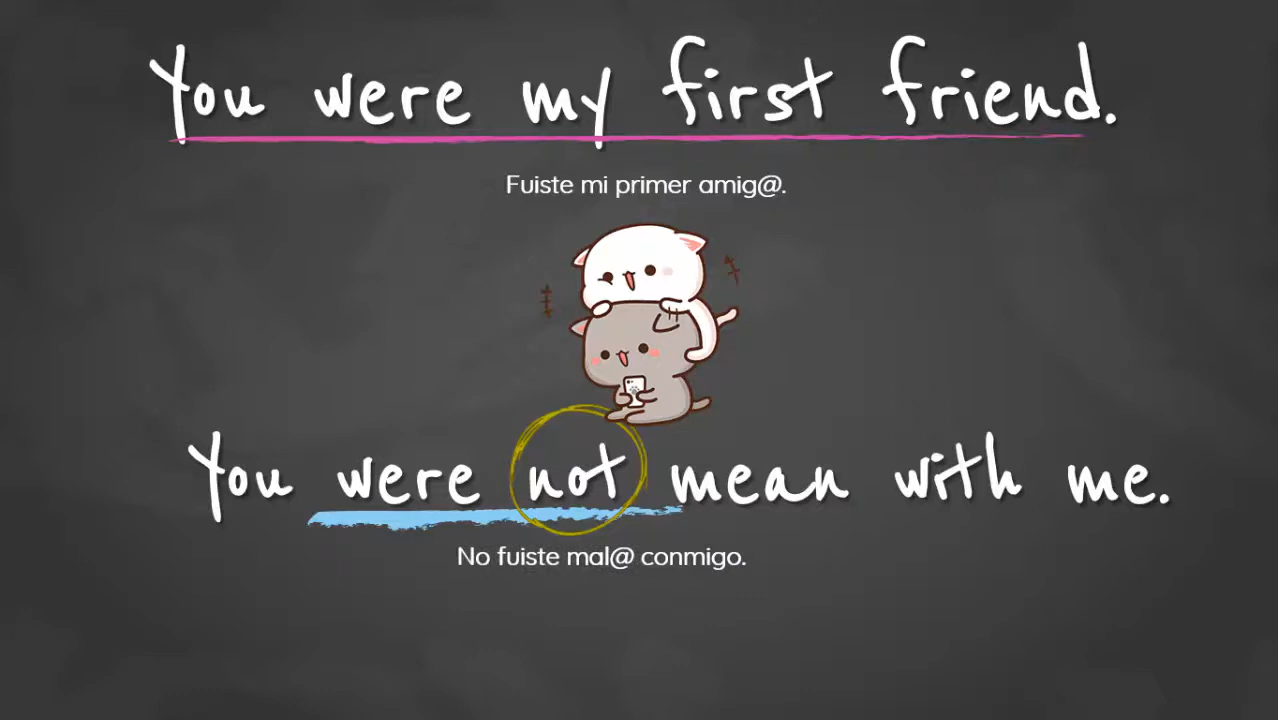 You were my first friend.
Fuiste mi primer amig@.
You were not mean with me.
No fuiste mal@ conmigo.